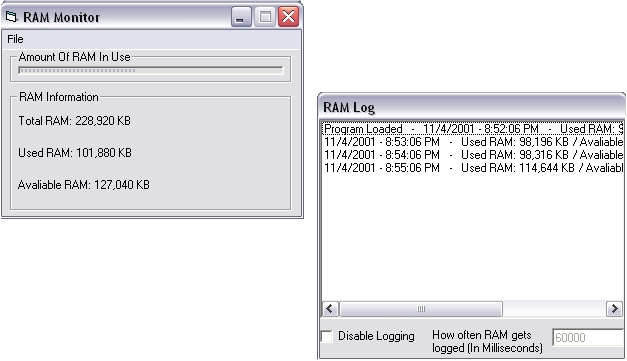 RAM Monitor
File
Amount Of RAM In Use
RAM Information
Total RAM: 228,920 KB
Used RAM: 101,880 KB
Avaliable RAM: 127,040 KB
RAM Log
Program Loaded - 11/4/2001 - 8:52:06 PM - Used RAM: 9
11/4/2001 - 8:53:06 PM - Used RAM: 98,196 KB / Avaliable
11/4/2001 - 8:54:06 PM - Used RAM: 98,316 KB / Avaliable
11/4/2001 - 8:55:06 PM - Used RAM: 114,644 KB / Avaliabl
Disable Logging
How often RAM gets
logged (In Milliseconds)
60000